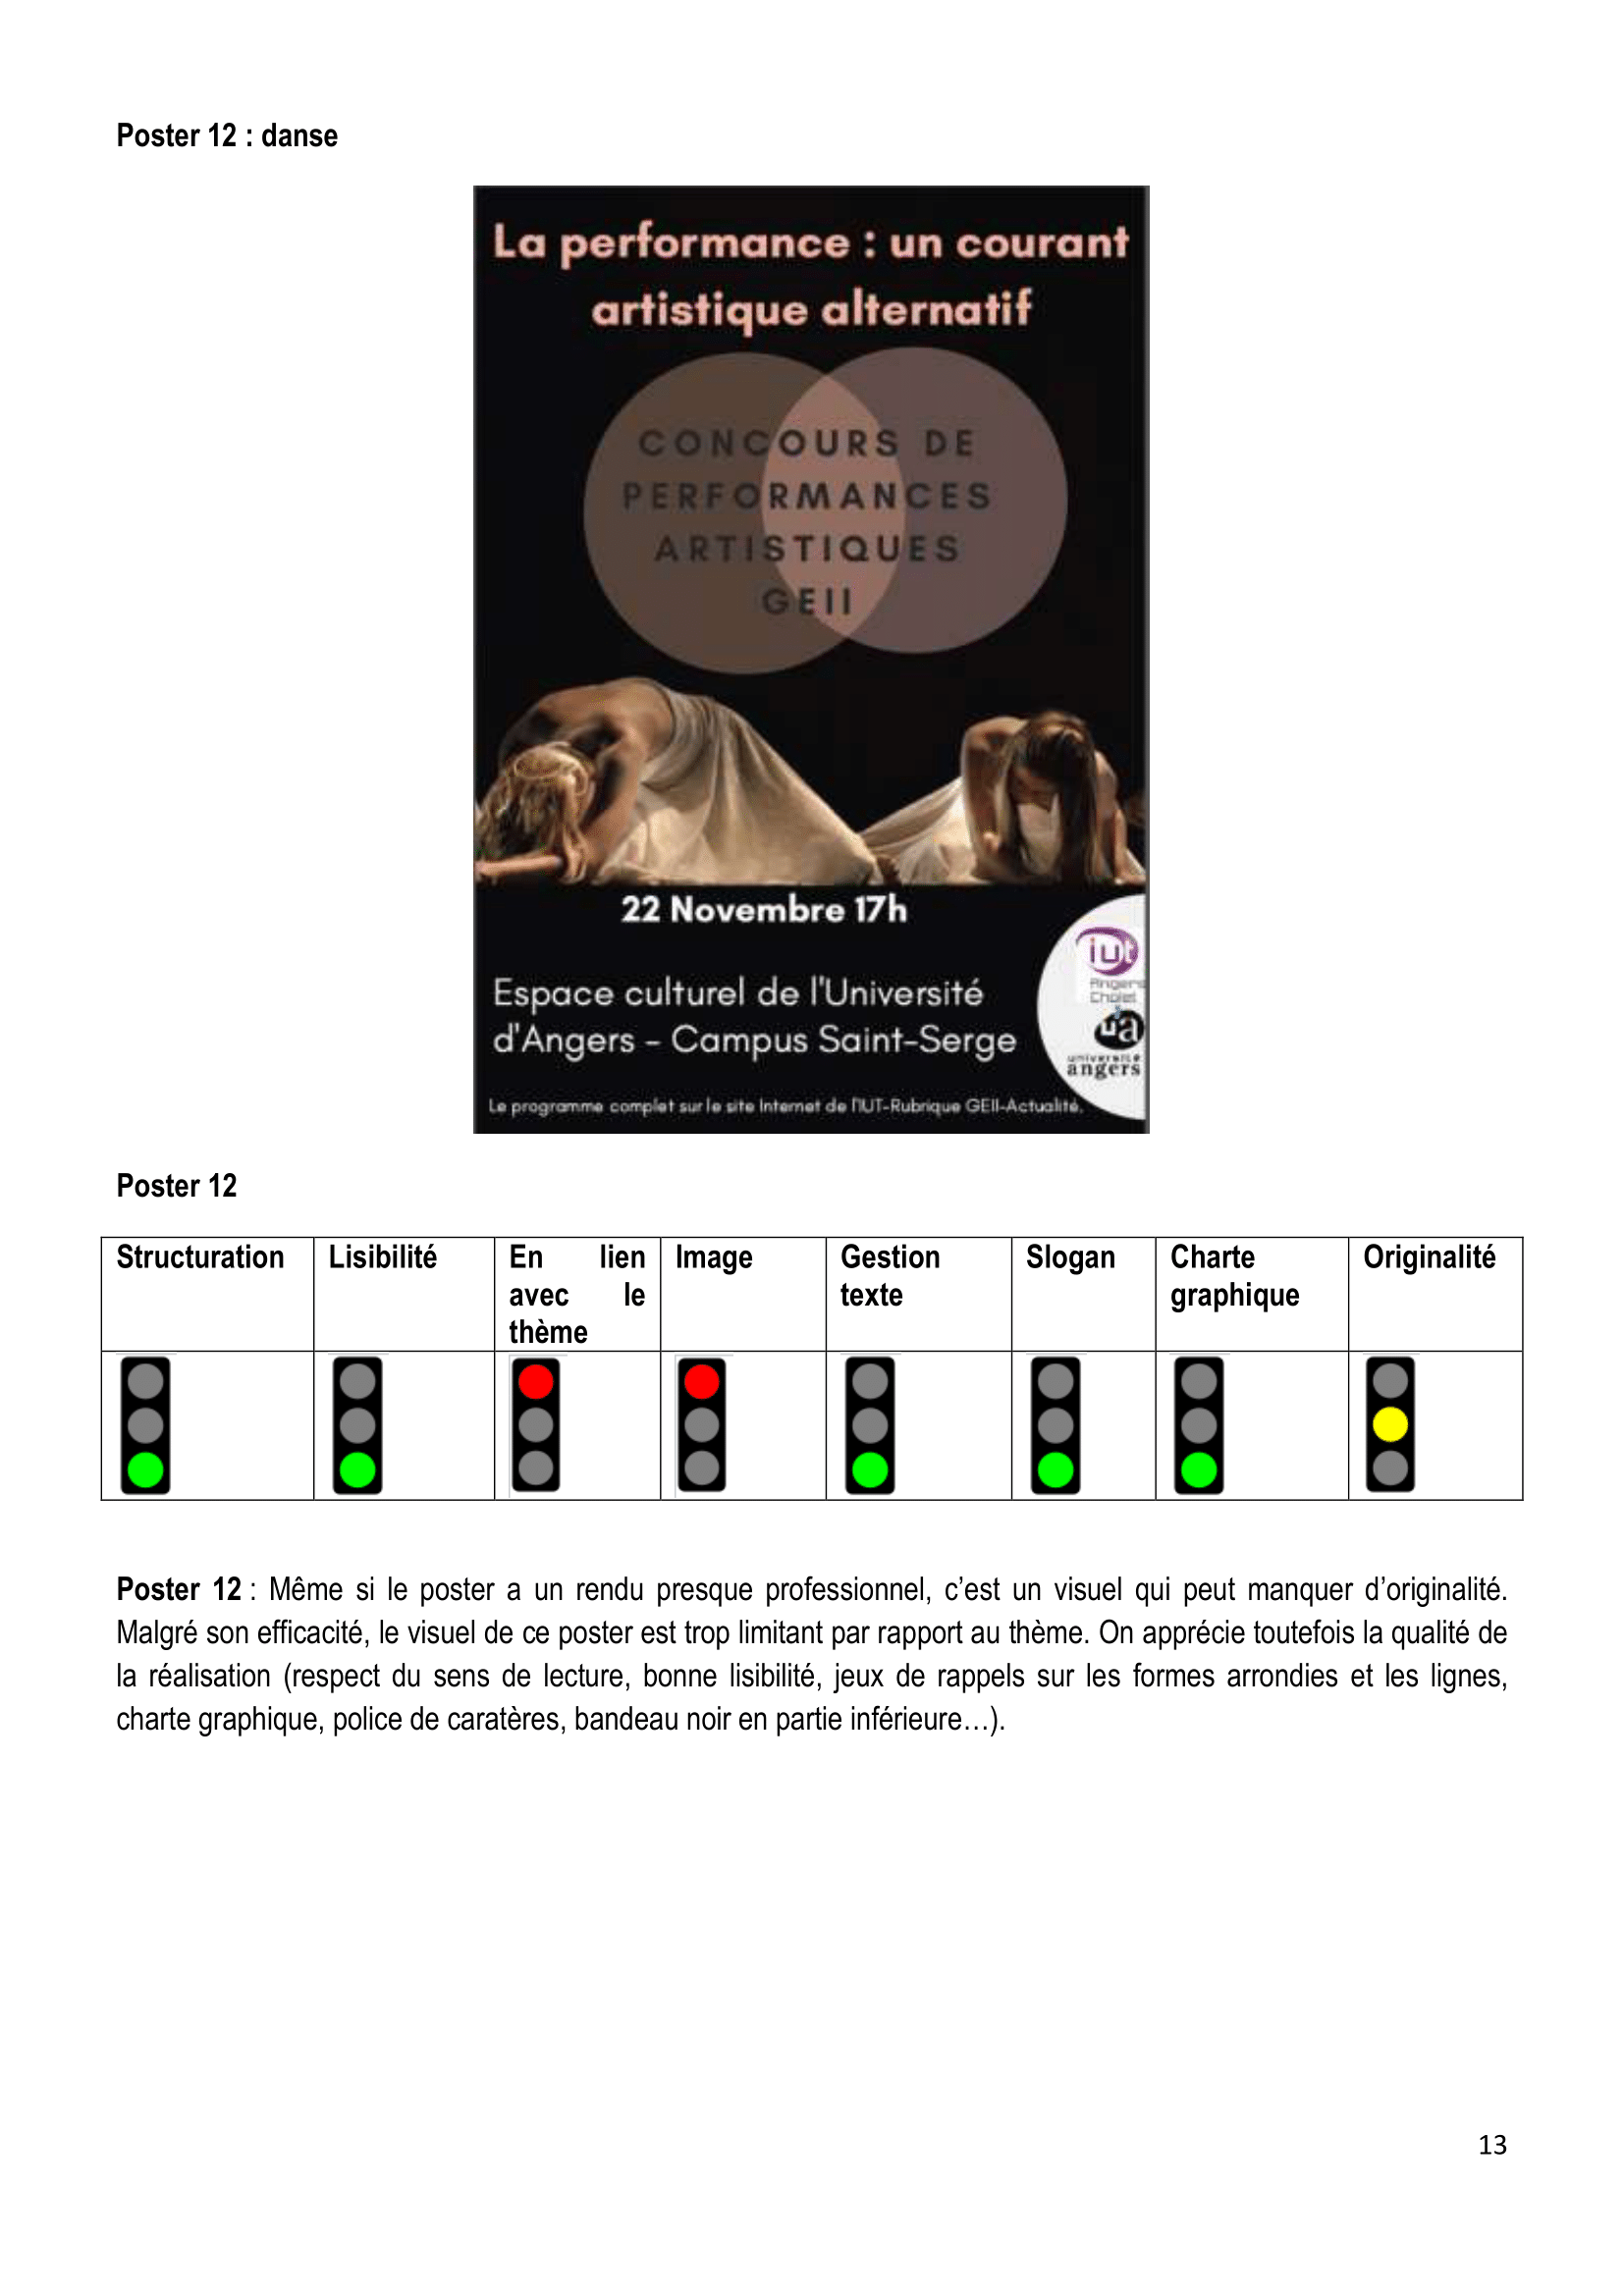 Poster 12 : danse
La performance : un courant
artistique alternatif
CONCOURS DE
PERFORMANCES
ARTISTIQUES
GEII
22 Novembre 17h
Espace culturel de l'Université
d'Angers - Campus Saint-Serge
Le programme complet sur le site Internet de l'IUT-Rubrique GEII-Actualité.
iut
Angers
Cholet
ua
université
angers
Poster 12
Structuration
Lisibilité
En lien
avec le
thème
Image
Gestion
texte
Slogan
Charte
graphique
Originalité
Poster 12 : Même si le poster a un rendu presque professionnel, c’est un visuel qui peut manquer d’originalité.
Malgré son efficacité, le visuel de ce poster est trop limitant par rapport au thème. On apprécie toutefois la qualité de
la réalisation (respect du sens de lecture, bonne lisibilité, jeux de rappels sur les formes arrondies et les lignes,
charte graphique, police de caratères, bandeau noir en partie inférieure…).
13